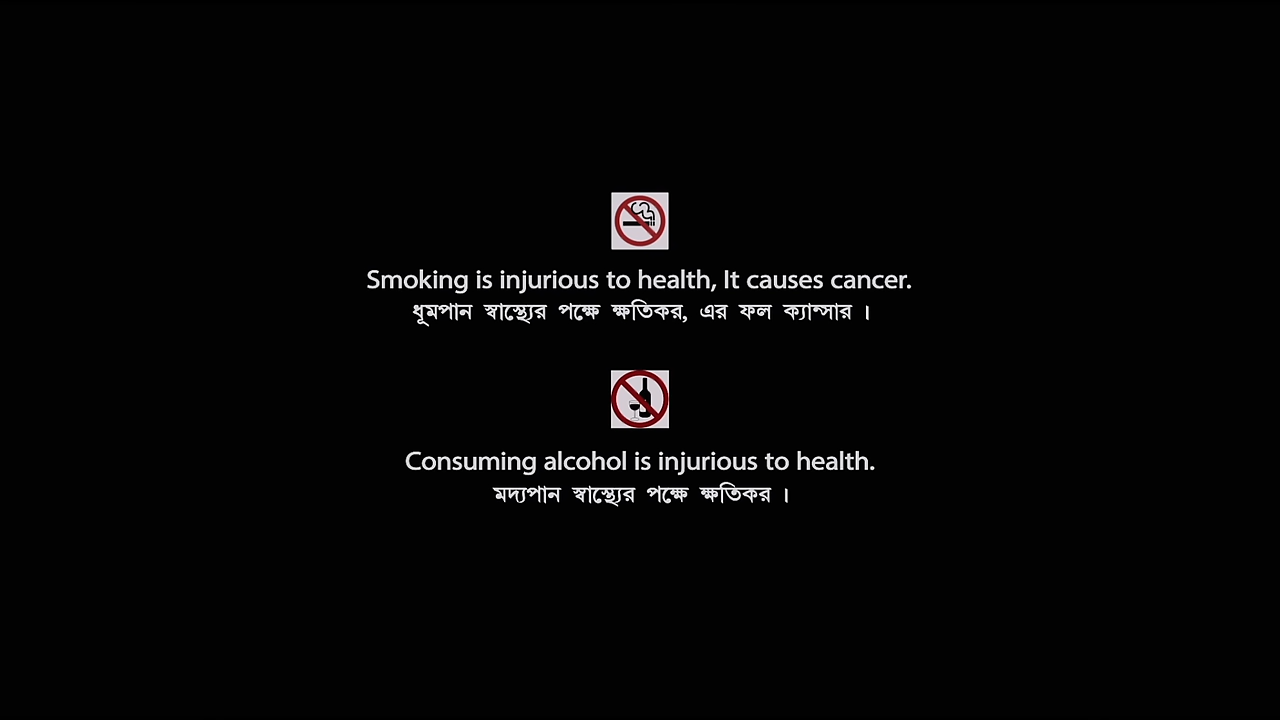 Smoking is injurious to health, It causes cancer.
ধূমপান স্বাস্থ্যের পক্ষে ক্ষতিকর, এর ফল ক্যান্সার ।
Consuming alcohol is injurious to health.
মদ্যপান স্বাস্থ্যের পক্ষে ক্ষতিকর ।